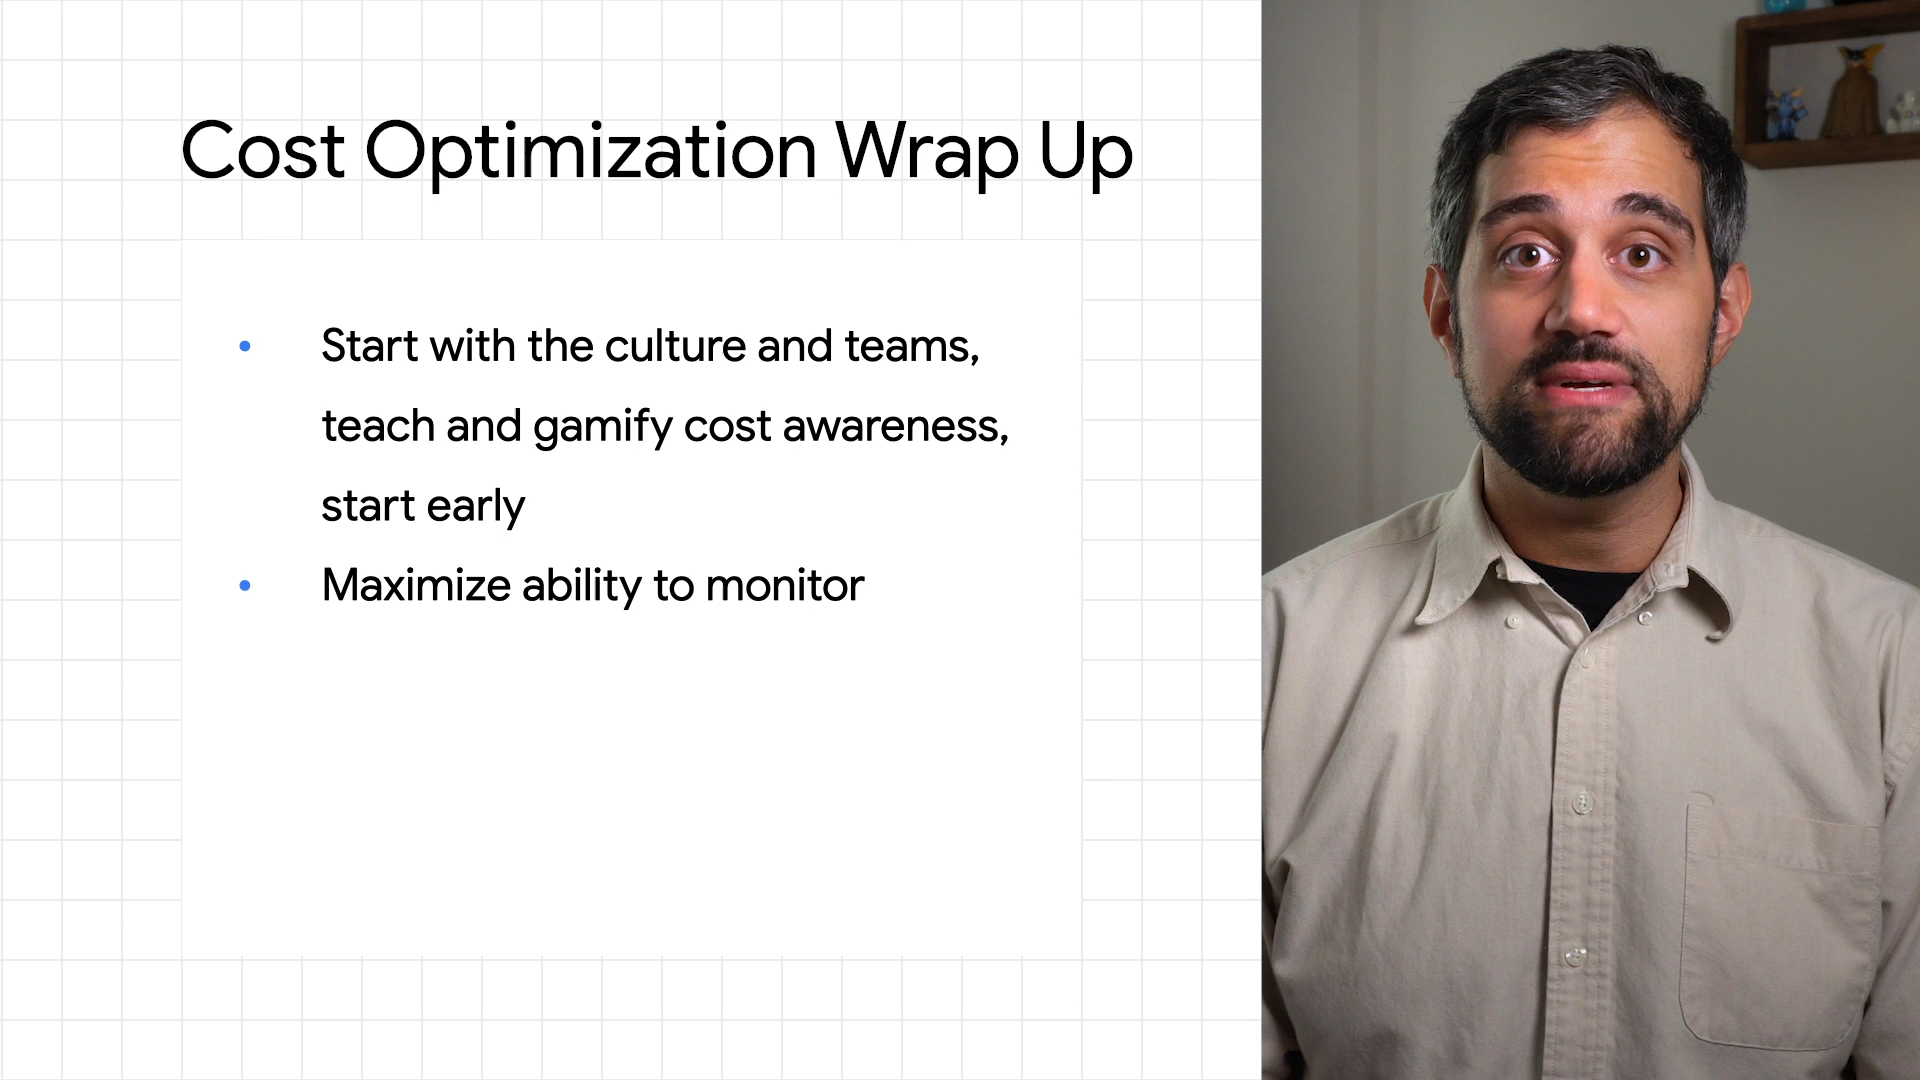 Cost Optimization Wrap Up
• Start with the culture and teams,
teach and gamify cost awareness,
start early
• Maximize ability to monitor